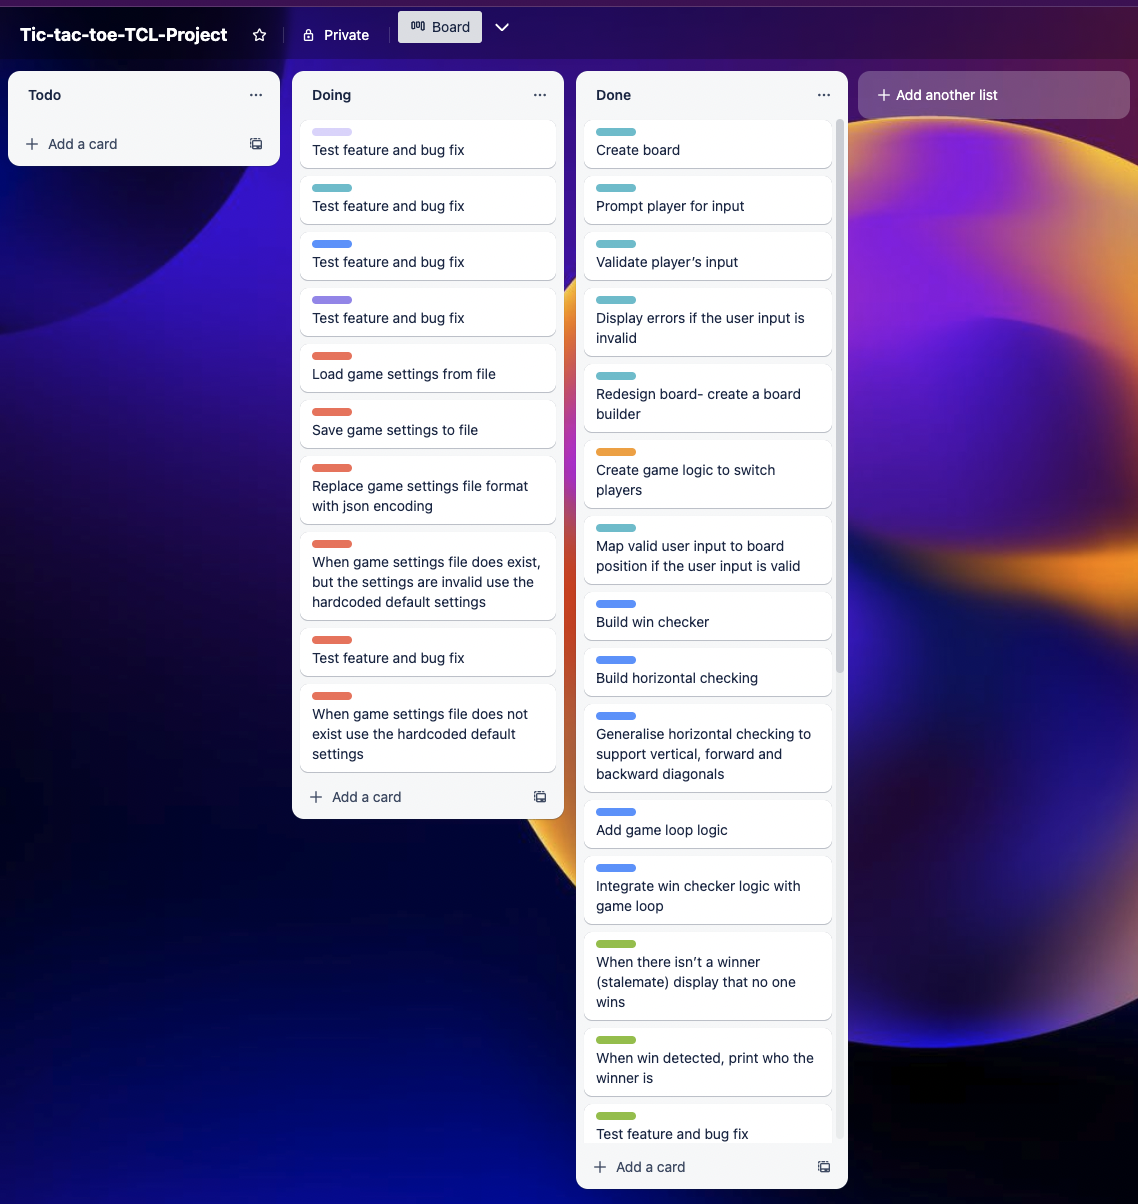 Tic-tac-toe-TCL-Project
Private
Board
Todo
Add a card
Doing
Test feature and bug fix
Test feature and bug fix
Test feature and bug fix
Test feature and bug fix
Load game settings from file
Save game settings to file
Replace game settings file format
with json encoding
When game settings file does exist,
but the settings are invalid use the
hardcoded default settings
Test feature and bug fix
When game settings file does not
exist use the hardcoded default
settings
Add a card
Done
Create board
Prompt player for input
Validate player’s input
Display errors if the user input is
invalid
Redesign board- create a board
builder
Create game logic to switch
players
Map valid user input to board
position if the user input is valid
Build win checker
Build horizontal checking
Generalise horizontal checking to
support vertical, forward and
backward diagonals
Add game loop logic
Integrate win checker logic with
game loop
When there isn’t a winner
(stalemate) display that no one
wins
When win detected, print who the
winner is
Test feature and bug fix
Add a card
Add another list